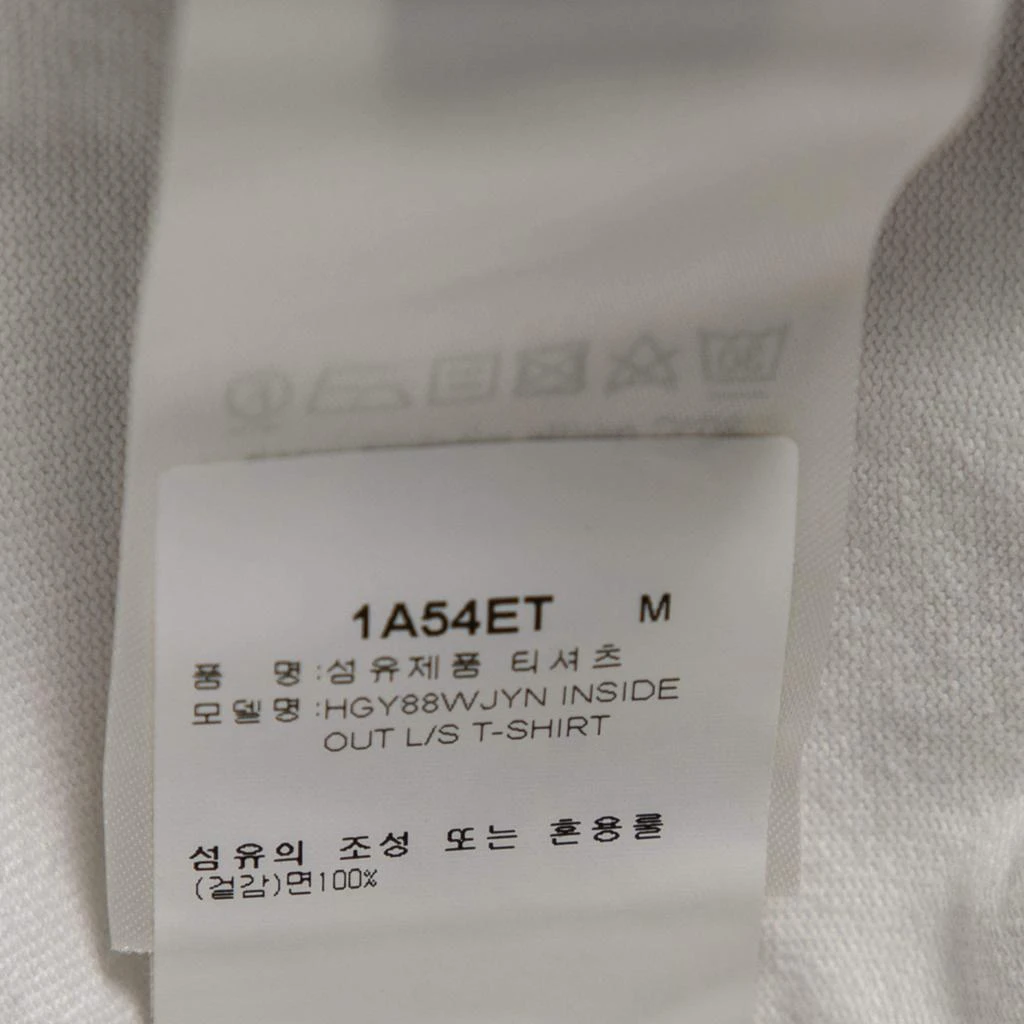 1A54ET M
품 명:섬유제품 티셔츠
모델명:HGY88WJYN INSIDE
OUT L/S T-SHIRT
섬유의 조성 또는 혼용률
(겉감)면100%